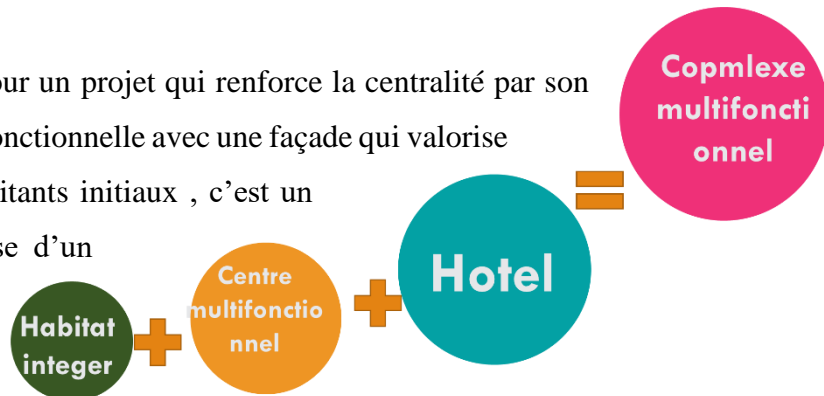 ur un projet qui renforce la centralité par son
onctionnelle avec une façade qui valorise
itants initiaux , c’est un
se d’un
Habitat
integer
Centre
multifonctio
nnel
Hotel
Copmlexe
multifoncti
onnel